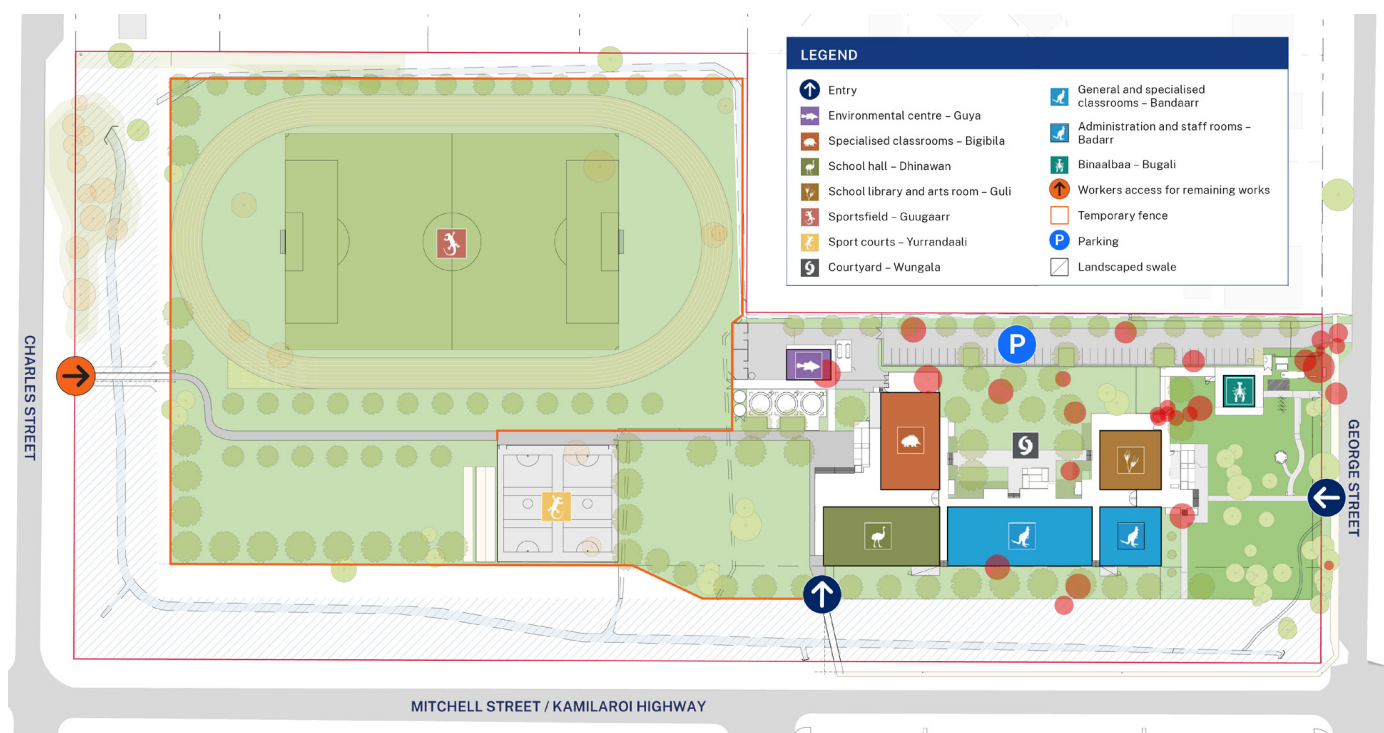 LEGEND
Entry
Environmental centre – Guya
Specialised classrooms – Bigibila
School hall – Dhinawan
School library and arts room – Guli
Sportsfield – Guugaarr
Sport courts – Yurrandaali
Courtyard – Wungala
General and specialised
classrooms – Bandaarr
Administration and staff rooms –
Badarr
Binaalbaa – Bugali
Workers access for remaining works
Temporary fence
P
Parking
Landscaped swale
P
CHARLES STREET
GEORGE STREET
MITCHELL STREET / KAMILAROI HIGHWAY